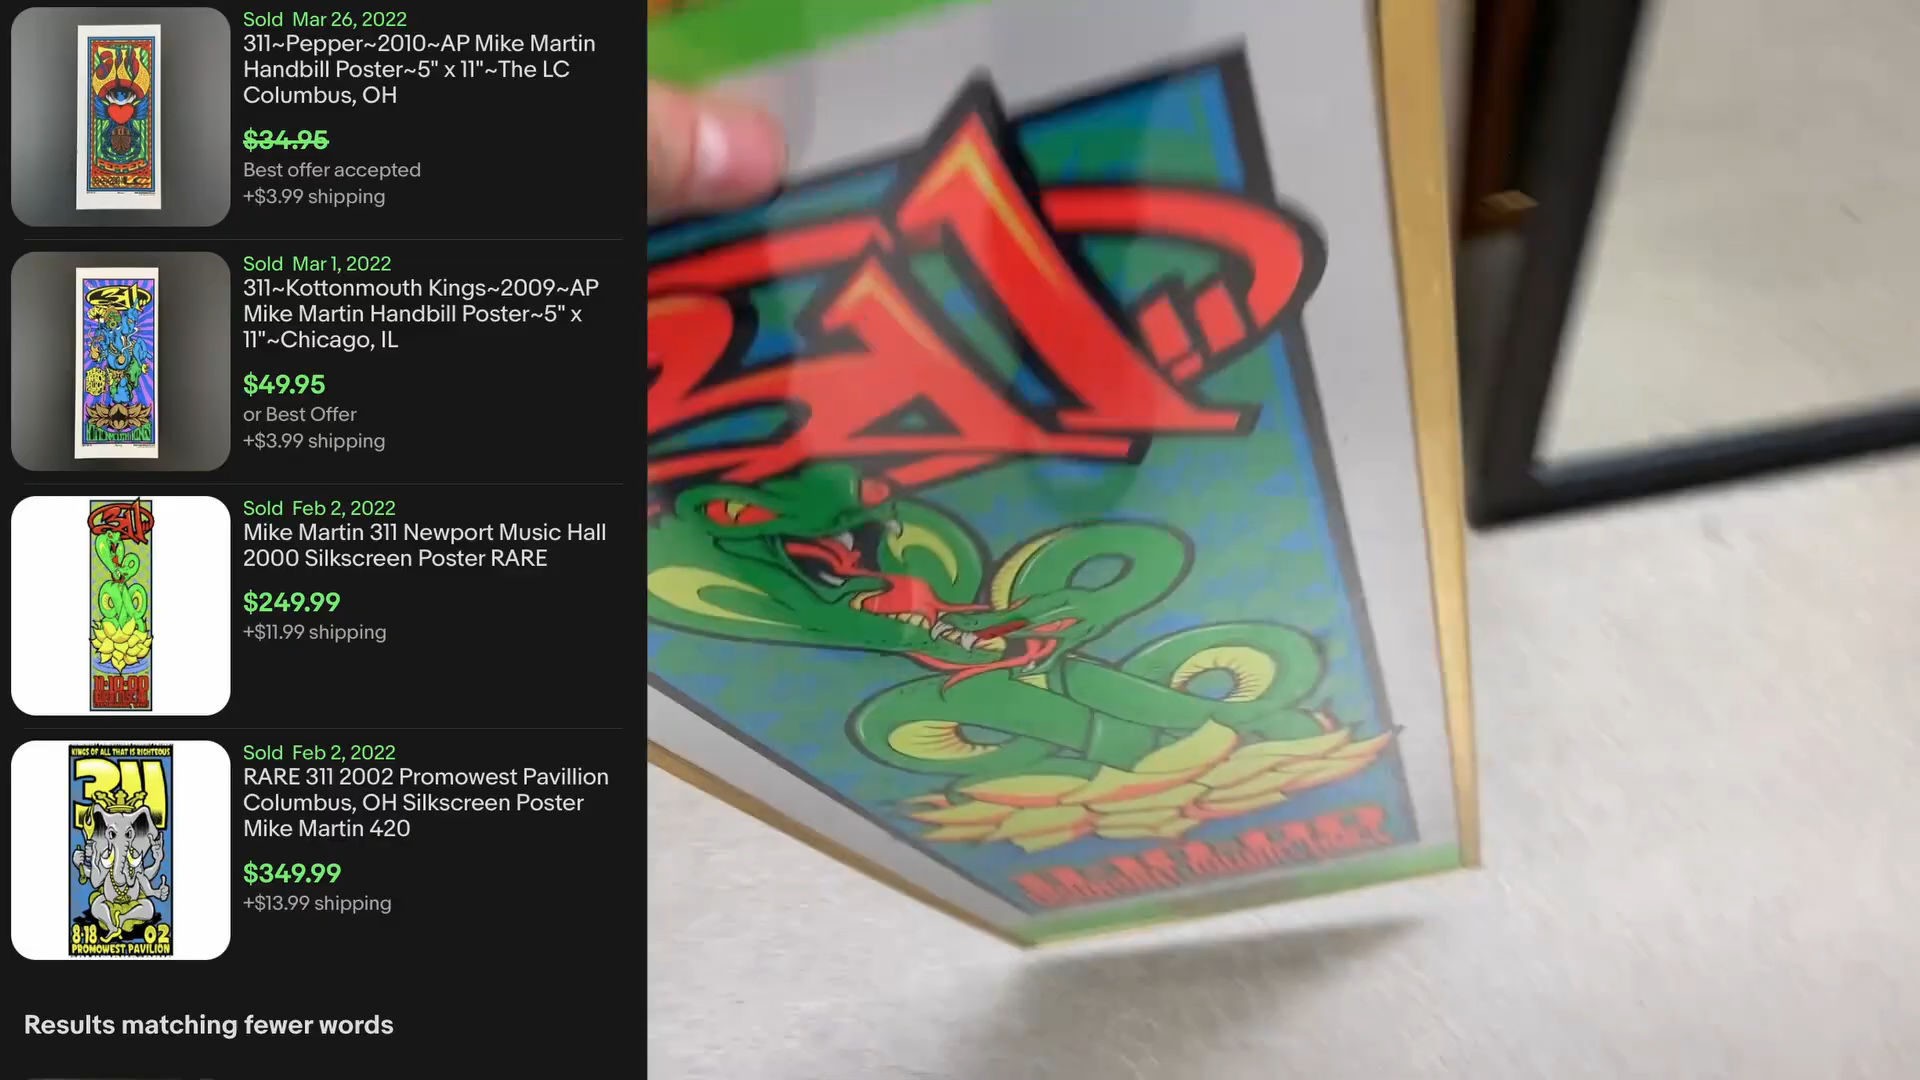 Sold Mar 26, 2022
311~Pepper~2010~AP Mike Martin
Handbill Poster~5" x 11"~The LC
Columbus, OH
$34.95
Best offer accepted
+$3.99 shipping
Sold Mar 1, 2022
311~Kottonmouth Kings~2009~AP
Mike Martin Handbill Poster~5" x
11"~Chicago, IL
$49.95
or Best Offer
+$3.99 shipping
Sold Feb 2, 2022
Mike Martin 311 Newport Music Hall
2000 Silkscreen Poster RARE
$249.99
+$11.99 shipping
KINGS OF ALL THAT IS RIGHTEOUS
311
8·18 02
PROMOWEST PAVILION
Sold Feb 2, 2022
RARE 311 2002 Promowest Pavillion
Columbus, OH Silkscreen Poster
Mike Martin 420
$349.99
+$13.99 shipping
Results matching fewer words
311